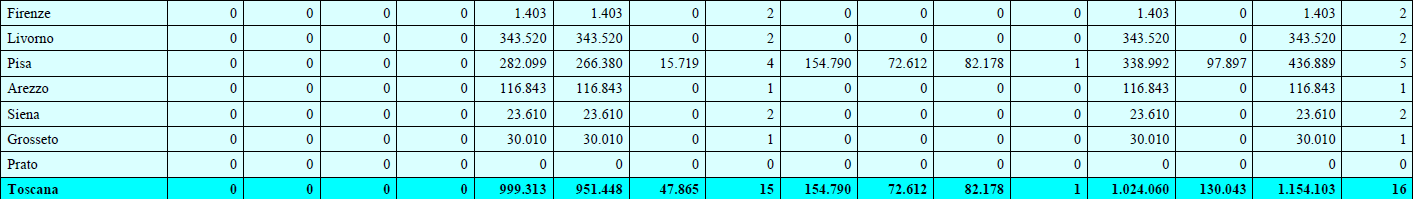 Firenze 0 0 0 0 1.403 1.403 0 2 0 0 0 0 1.403 0 1.403 2
Livorno 0 0 0 0 343.520 343.520 0 2 0 0 0 0 343.520 0 343.520 2
Pisa 0 0 0 0 282.099 266.380 15.719 4 154.790 72.612 82.178 1 338.992 97.897 436.889 5
Arezzo 0 0 0 0 116.843 116.843 0 1 0 0 0 0 116.843 0 116.843 1
Siena 0 0 0 0 23.610 23.610 0 2 0 0 0 0 23.610 0 23.610 2
Grosseto 0 0 0 0 30.010 30.010 0 1 0 0 0 0 30.010 0 30.010 1
Prato 0 0 0 0 0 0 0 0 0 0 0 0 0 0 0 0
Toscana 0 0 0 0 999.313 951.448 47.865 15 154.790 72.612 82.178 1 1.024.060 130.043 1.154.103 16